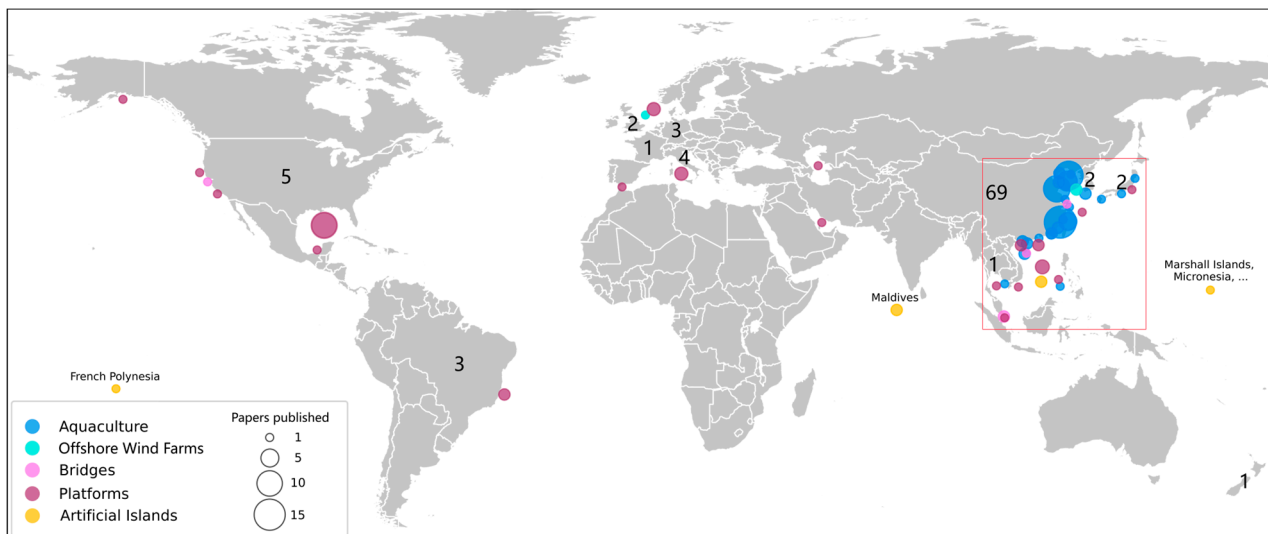 2
3
1
4
5
69
2
2
1
Marshall Islands,
Micronesia, ...
Maldives
3
French Polynesia
1
Aquaculture
Offshore Wind Farms
Bridges
Platforms
Artificial Islands
Papers published
1
5
10
15